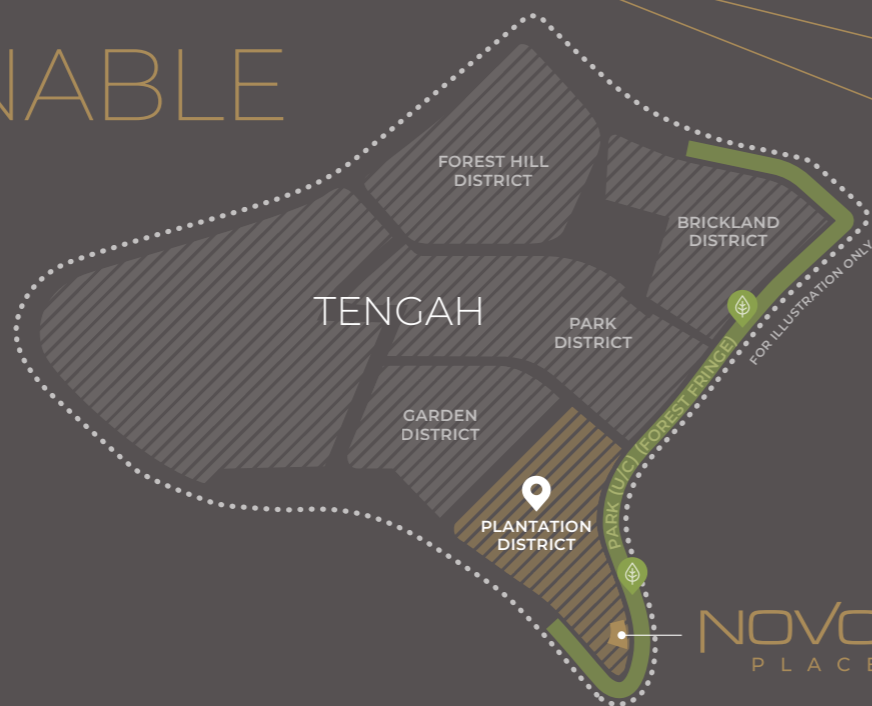 NABLE
FOREST HILL
DISTRICT
BRICKLAND
DISTRICT
TENGAH
PARK
DISTRICT
FOR ILLUSTRATION ONLY
GARDEN
DISTRICT
PARK (U/C) (FOREST FRINGE)
PLANTATION
DISTRICT
NOVO
PLACE